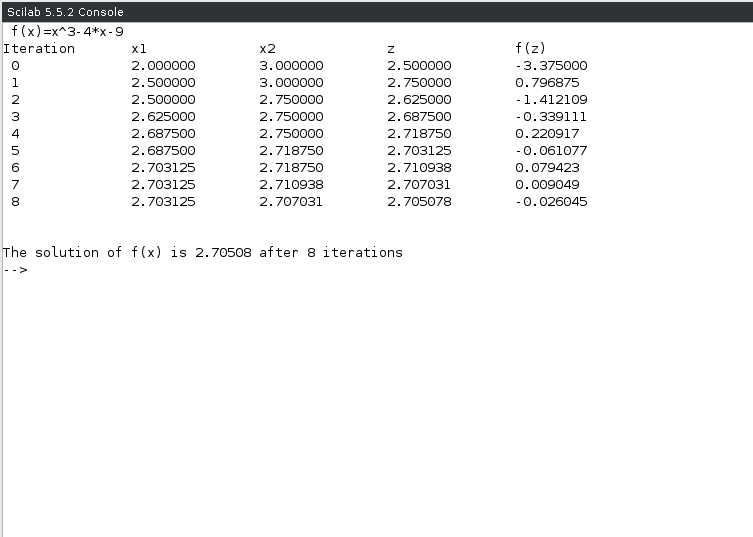 Scilab 5.5.2 Console
f(x)=x^3-4*x-9
Iteration x1 x2 z f(z)
0 2.000000 3.000000 2.500000 -3.375000
1 2.500000 3.000000 2.750000 0.796875
2 2.500000 2.750000 2.625000 -1.412109
3 2.625000 2.750000 2.687500 -0.339111
4 2.687500 2.750000 2.718750 0.220917
5 2.687500 2.718750 2.703125 -0.061077
6 2.703125 2.718750 2.710938 0.079423
7 2.703125 2.710938 2.707031 0.009049
8 2.703125 2.707031 2.705078 -0.026045
The solution of f(x) is 2.70508 after 8 iterations
-->